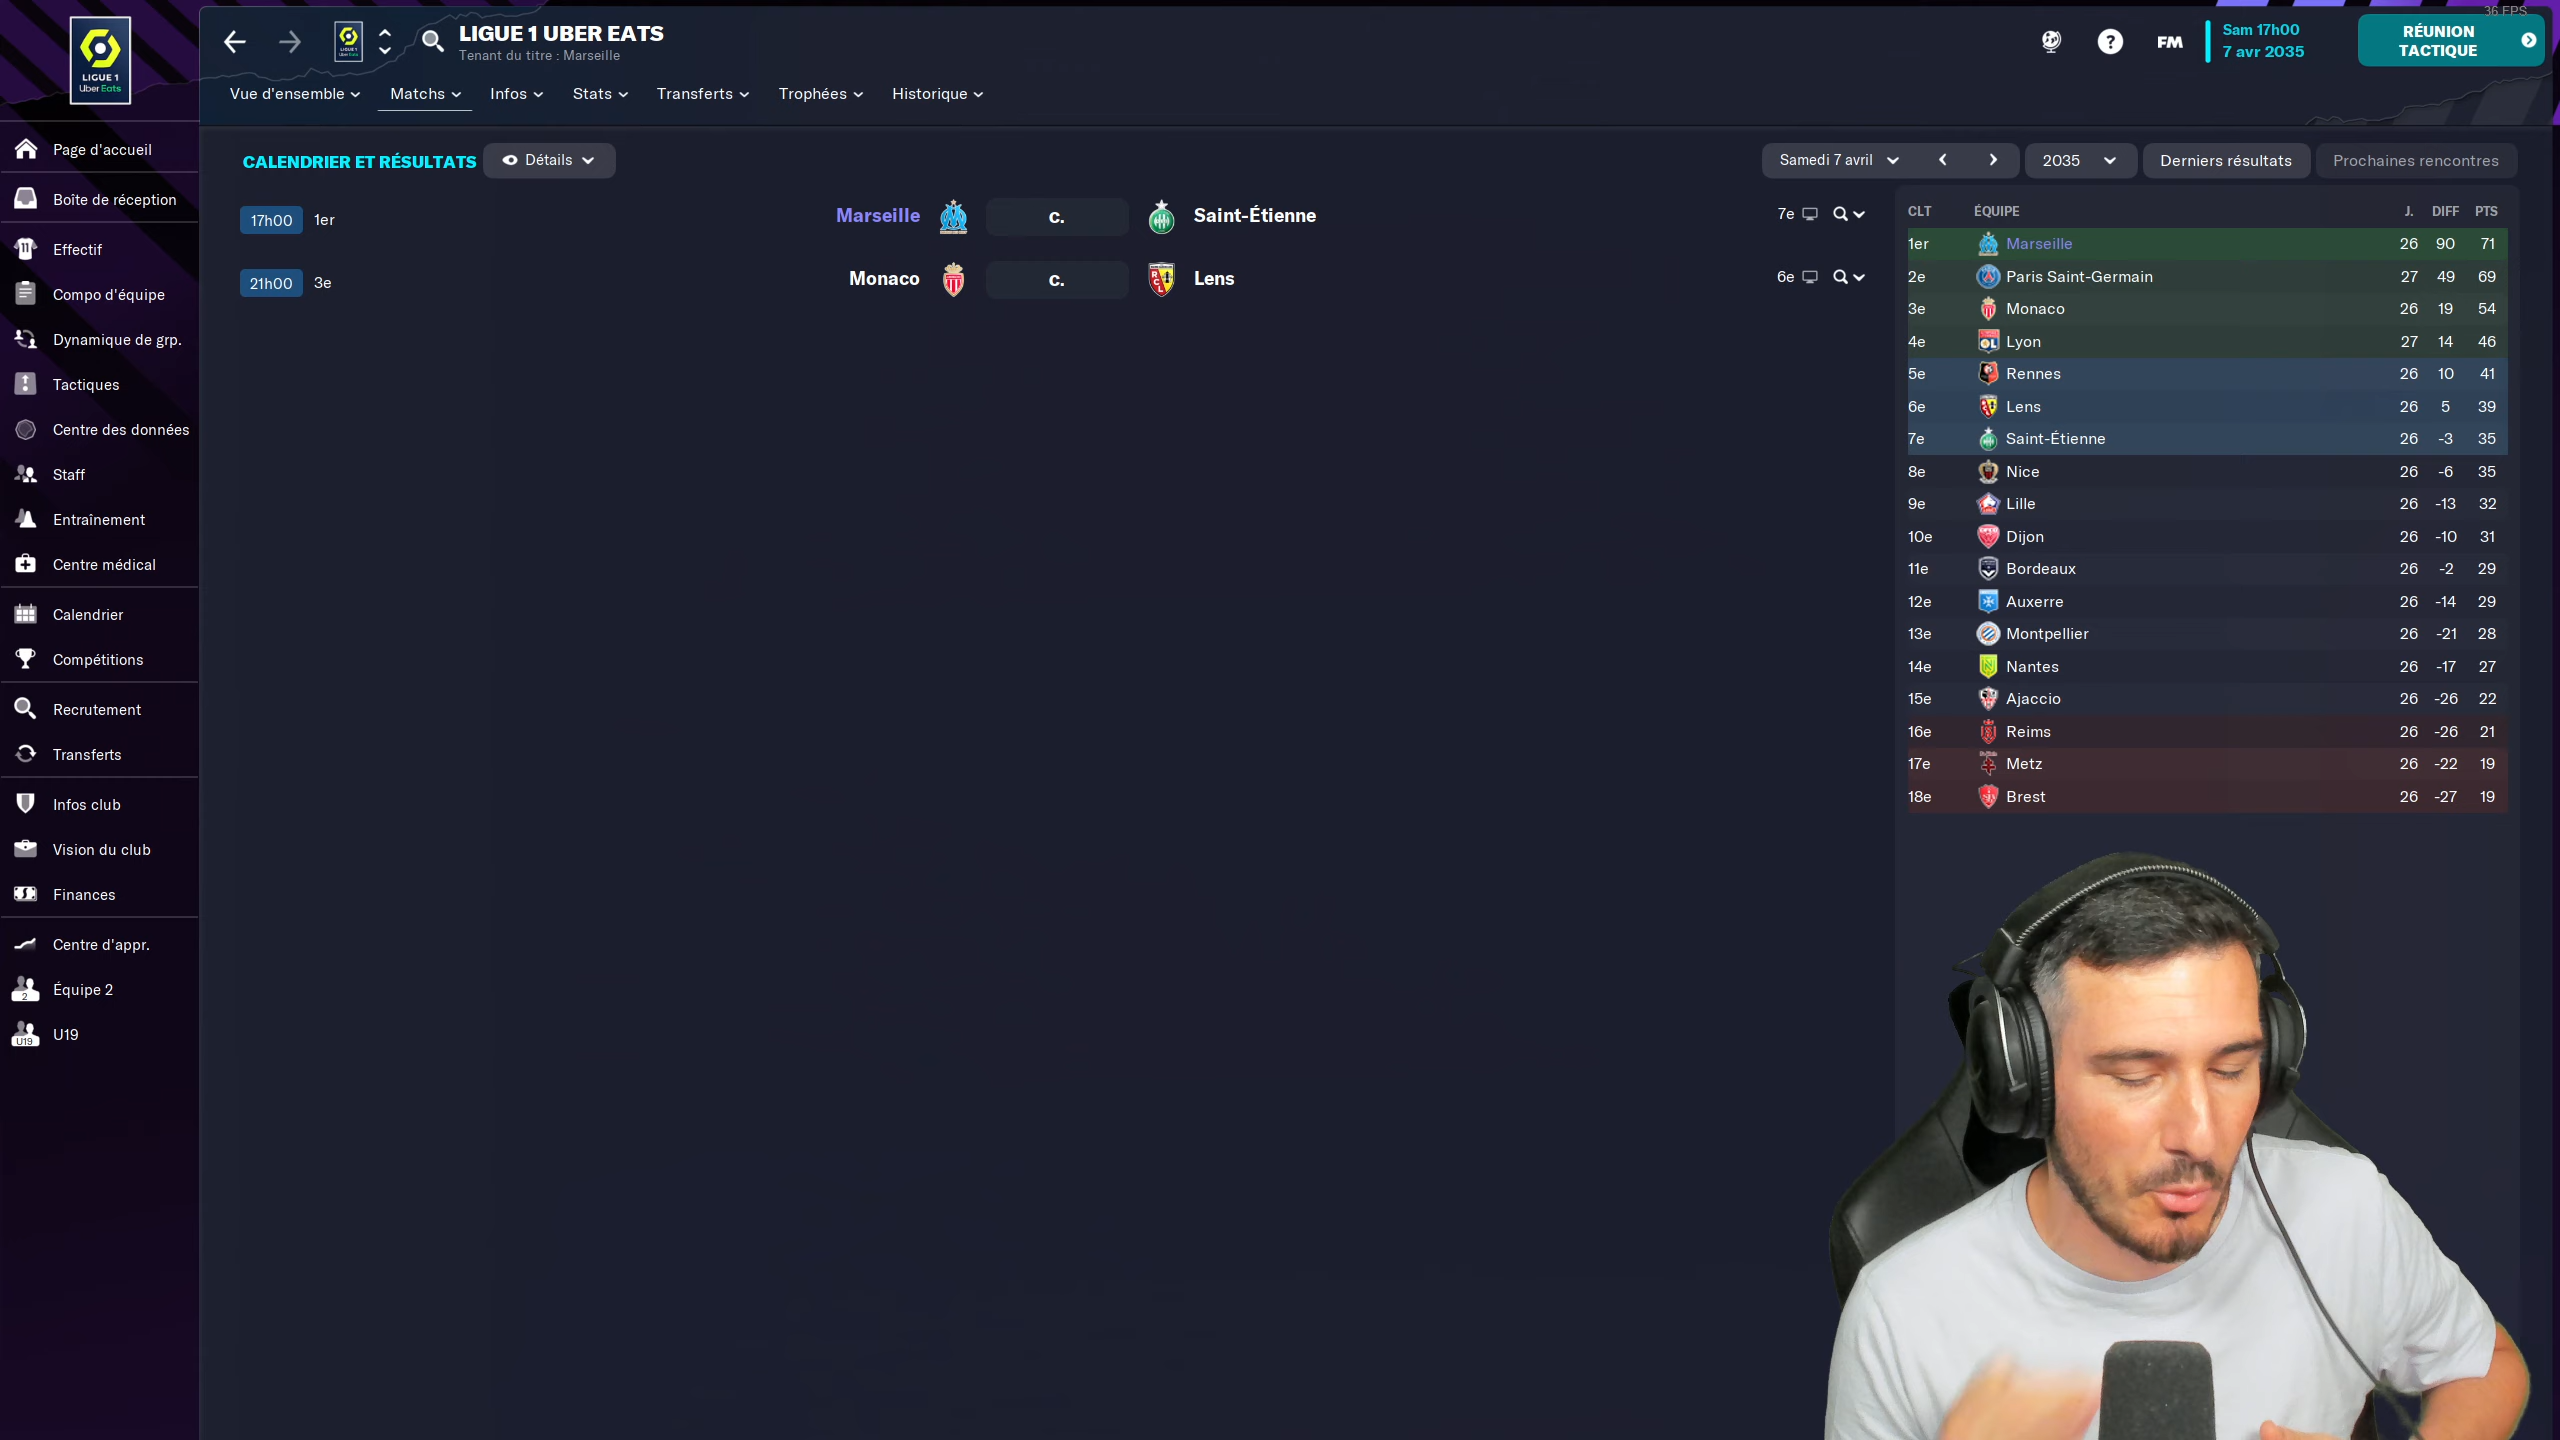 36 FPS
LIGUE 1
Uber Eats
LIGUE 1 UBER EATS
Tenant du titre : Marseille
FM
Sam 17h00
7 avr 2035
RÉUNION
TACTIQUE
Vue d'ensemble Matchs Infos Stats Transferts Trophées Historique
Page d'accueil
Boîte de réception
Effectif
Compo d'équipe
Dynamique de grp.
Tactiques
Centre des données
Staff
Entraînement
Centre médical
Calendrier
Compétitions
Recrutement
Transferts
Infos club
Vision du club
Finances
Centre d'appr.
2 Équipe 2
U19 U19
CALENDRIER ET RÉSULTATS Détails Samedi 7 avril 2035 Derniers résultats Prochaines rencontres
17h00 1er Marseille c. Saint-Étienne 7e
21h00 3e Monaco c. Lens 6e
CLT ÉQUIPE J. DIFF PTS
1er Marseille 26 90 71
2e Paris Saint-Germain 27 49 69
3e Monaco 26 19 54
4e Lyon 27 14 46
5e Rennes 26 10 41
6e Lens 26 5 39
7e Saint-Étienne 26 -3 35
8e Nice 26 -6 35
9e Lille 26 -13 32
10e Dijon 26 -10 31
11e Bordeaux 26 -2 29
12e Auxerre 26 -14 29
13e Montpellier 26 -21 28
14e Nantes 26 -17 27
15e Ajaccio 26 -26 22
16e Reims 26 -26 21
17e Metz 26 -22 19
18e Brest 26 -27 19